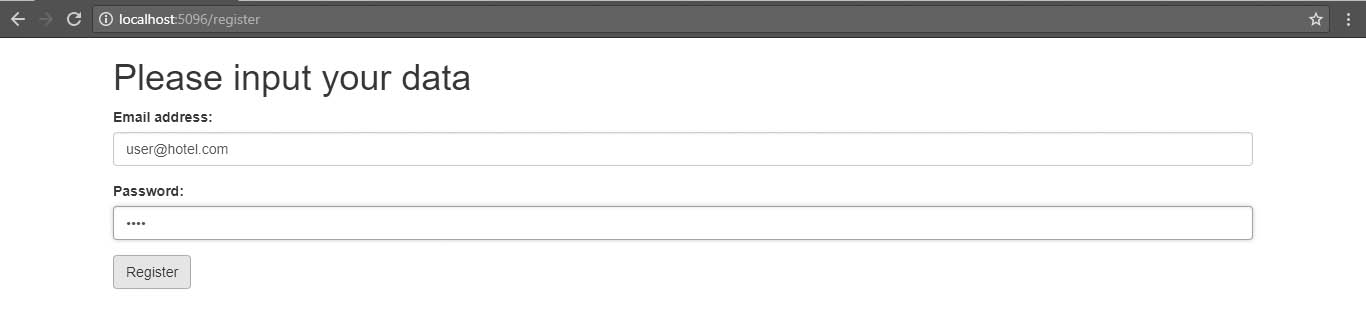 localhost:5096/register
Please input your data
Email address:
user@hotel.com
Password:
••••
Register